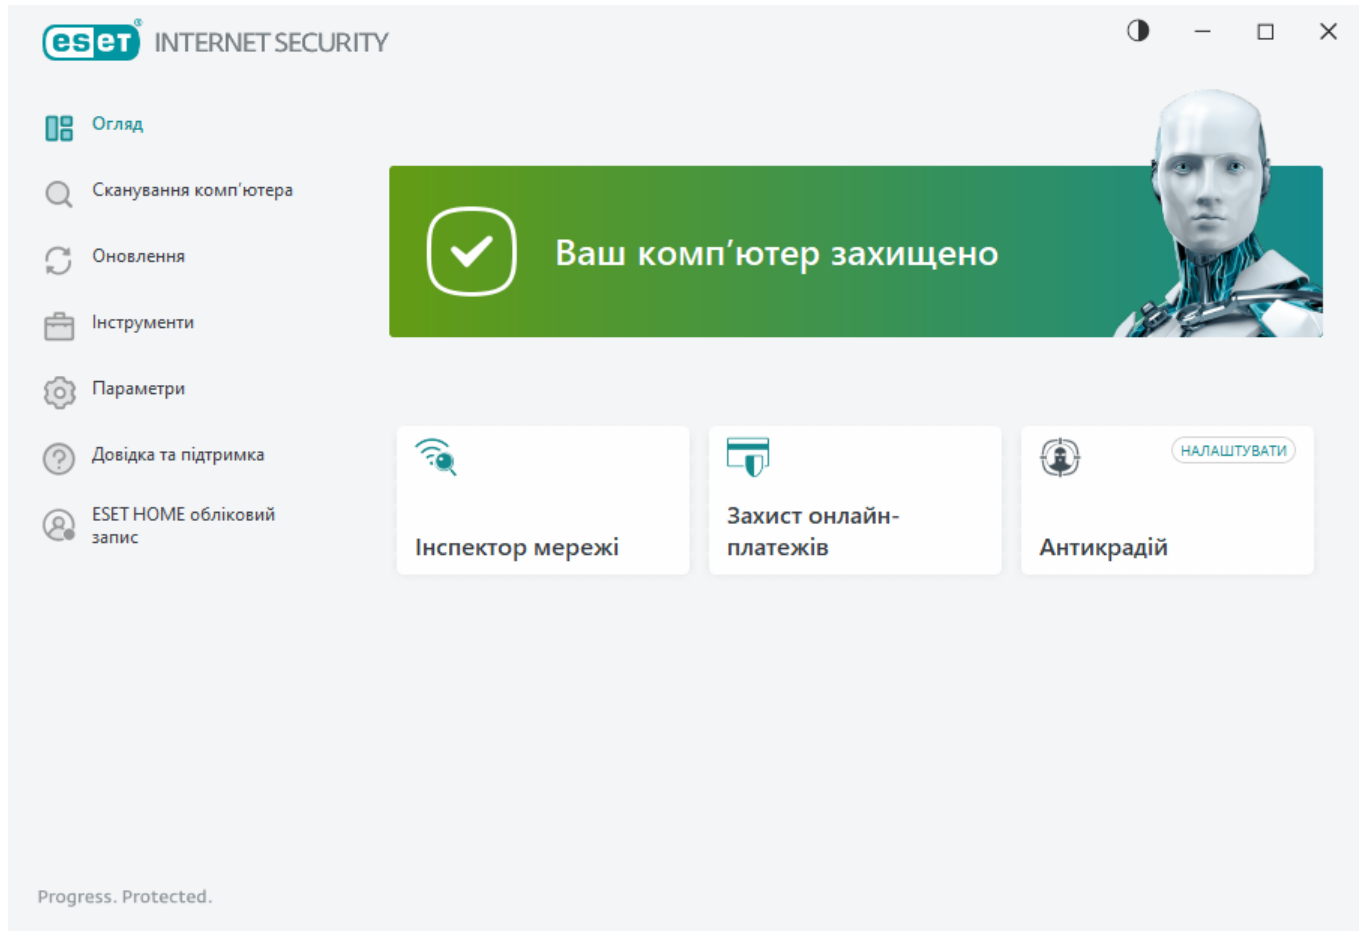 eset® INTERNET SECURITY
Огляд
Сканування комп'ютера
Оновлення
Інструменти
Параметри
Довідка та підтримка
ESET HOME обліковий
запис
Ваш комп'ютер захищено
Інспектор мережі
Захист онлайн-
платежів
НАЛАШТУВАТИ
Антикрадій
Progress. Protected.